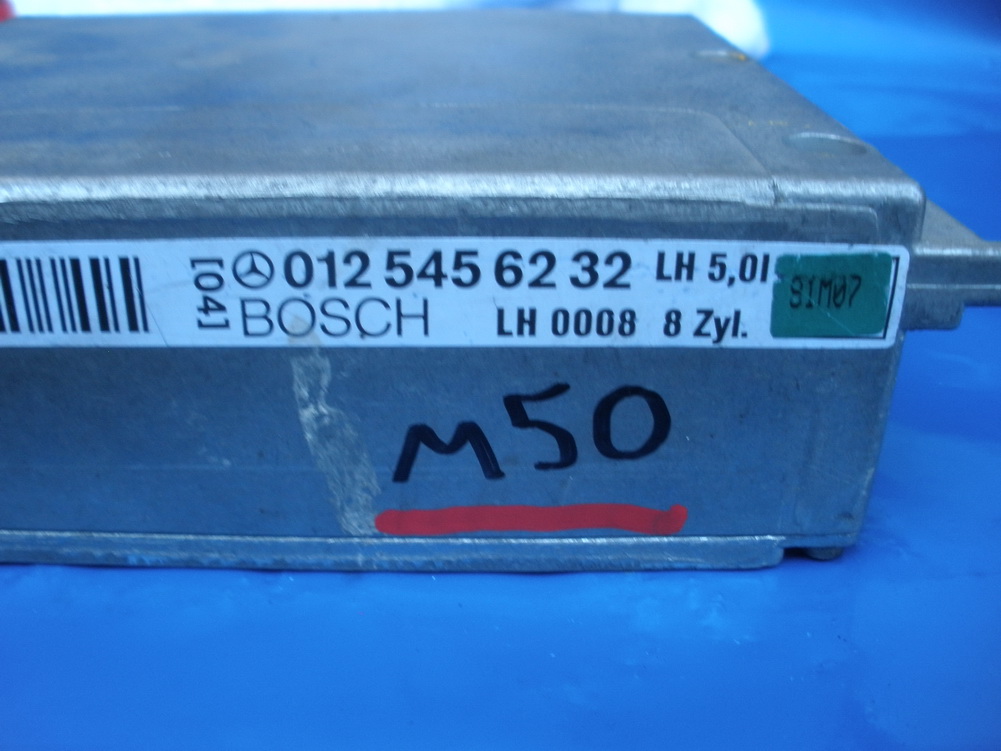 [04]
012 545 62 32 LH 5,0l
BOSCH LH 0008 8 Zyl.
91M07
M50